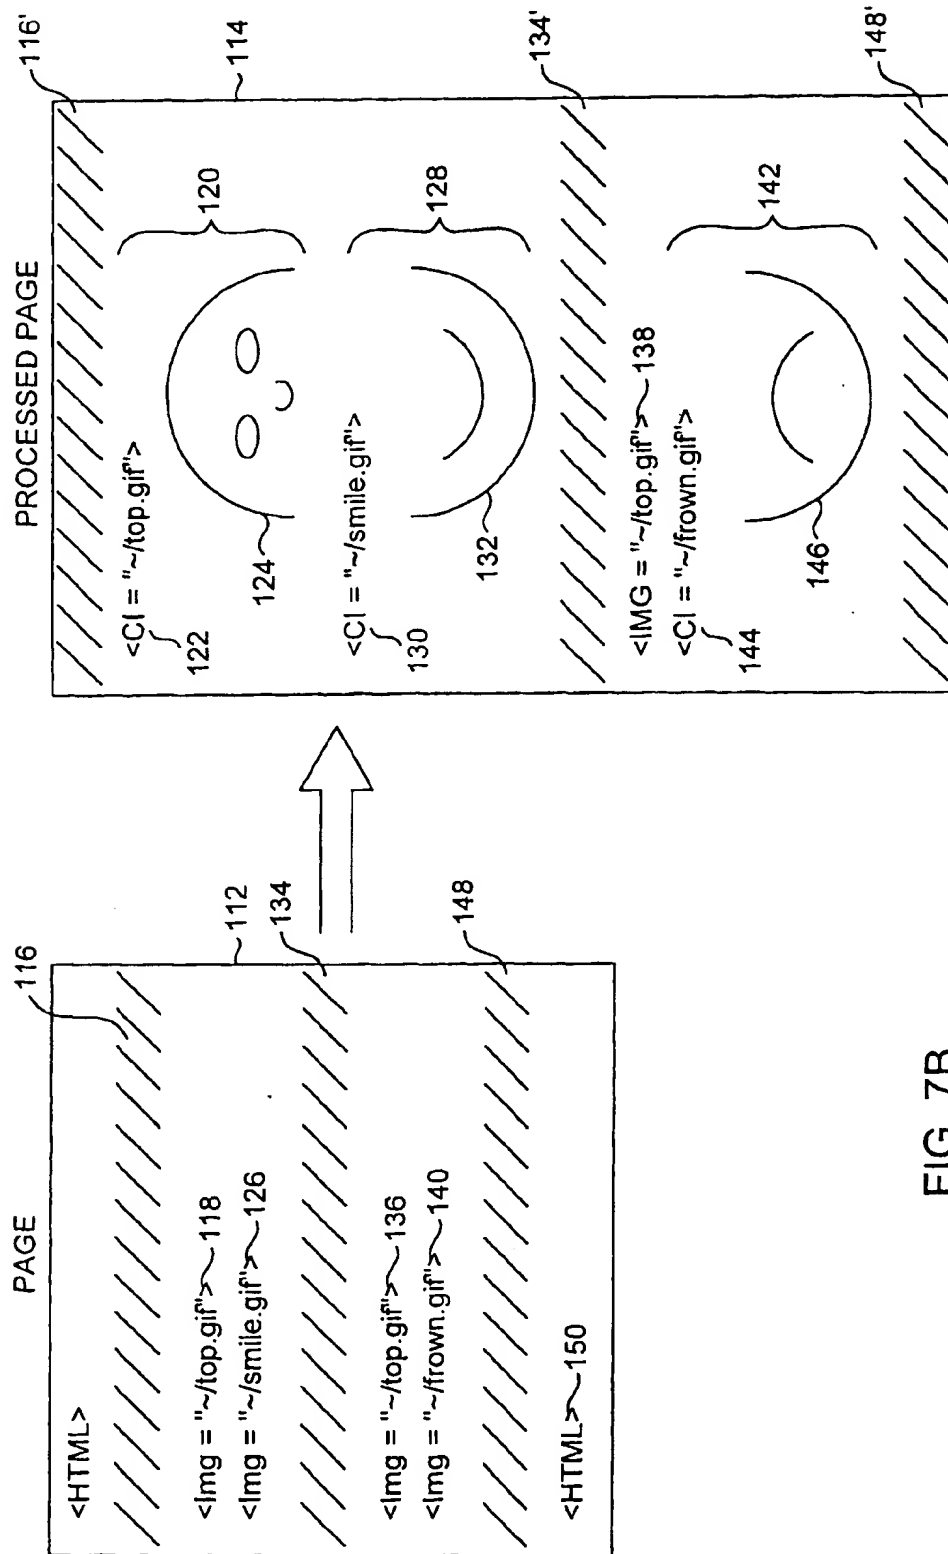 PAGE
116
<HTML>
112
<Img = "~/top.gif"> 118
<Img = "~/smile.gif"> 126
134
<Img = "~/top.gif"> 136
<Img = "~/frown.gif"> 140
148
<HTML> 150
PROCESSED PAGE
116'
114
<CI = "~/top.gif">
122
120
124
<CI = "~/smile.gif">
130
128
132
134'
<IMG = "~/top.gif"> 138
<CI = "~/frown.gif">
144
142
146
148'
FIG. 7B